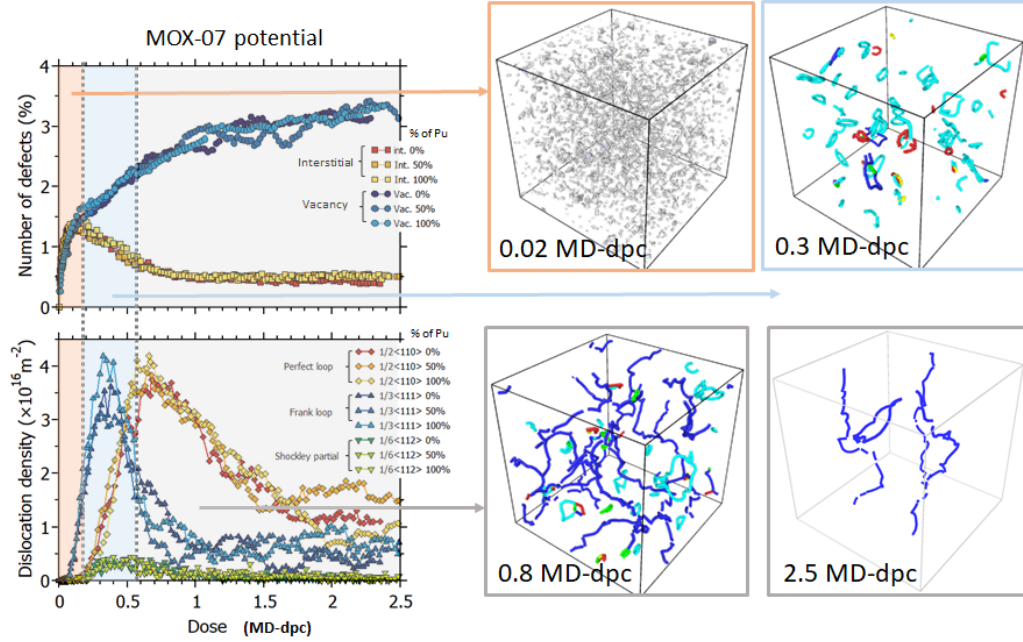 MOX-07 potential
Number of defects (%)
4
3
2
1
0
% of Pu
Interstitial
int. 0%
Int. 50%
Int. 100%
Vacancy
Vac. 0%
Vac. 50%
Vac. 100%
0.02 MD-dpc
0.3 MD-dpc
Dislocation density (×10¹⁶m⁻²)
5
4
3
2
1
0
% of Pu
Perfect loop
1/2<110> 0%
1/2<110> 50%
1/2<110> 100%
Frank loop
1/3<111> 0%
1/3<111> 50%
1/3<111> 100%
Shockley partial
1/6<112> 0%
1/6<112> 50%
1/6<112> 100%
0 0.5 1 1.5 2 2.5
Dose (MD-dpc)
0.8 MD-dpc
2.5 MD-dpc